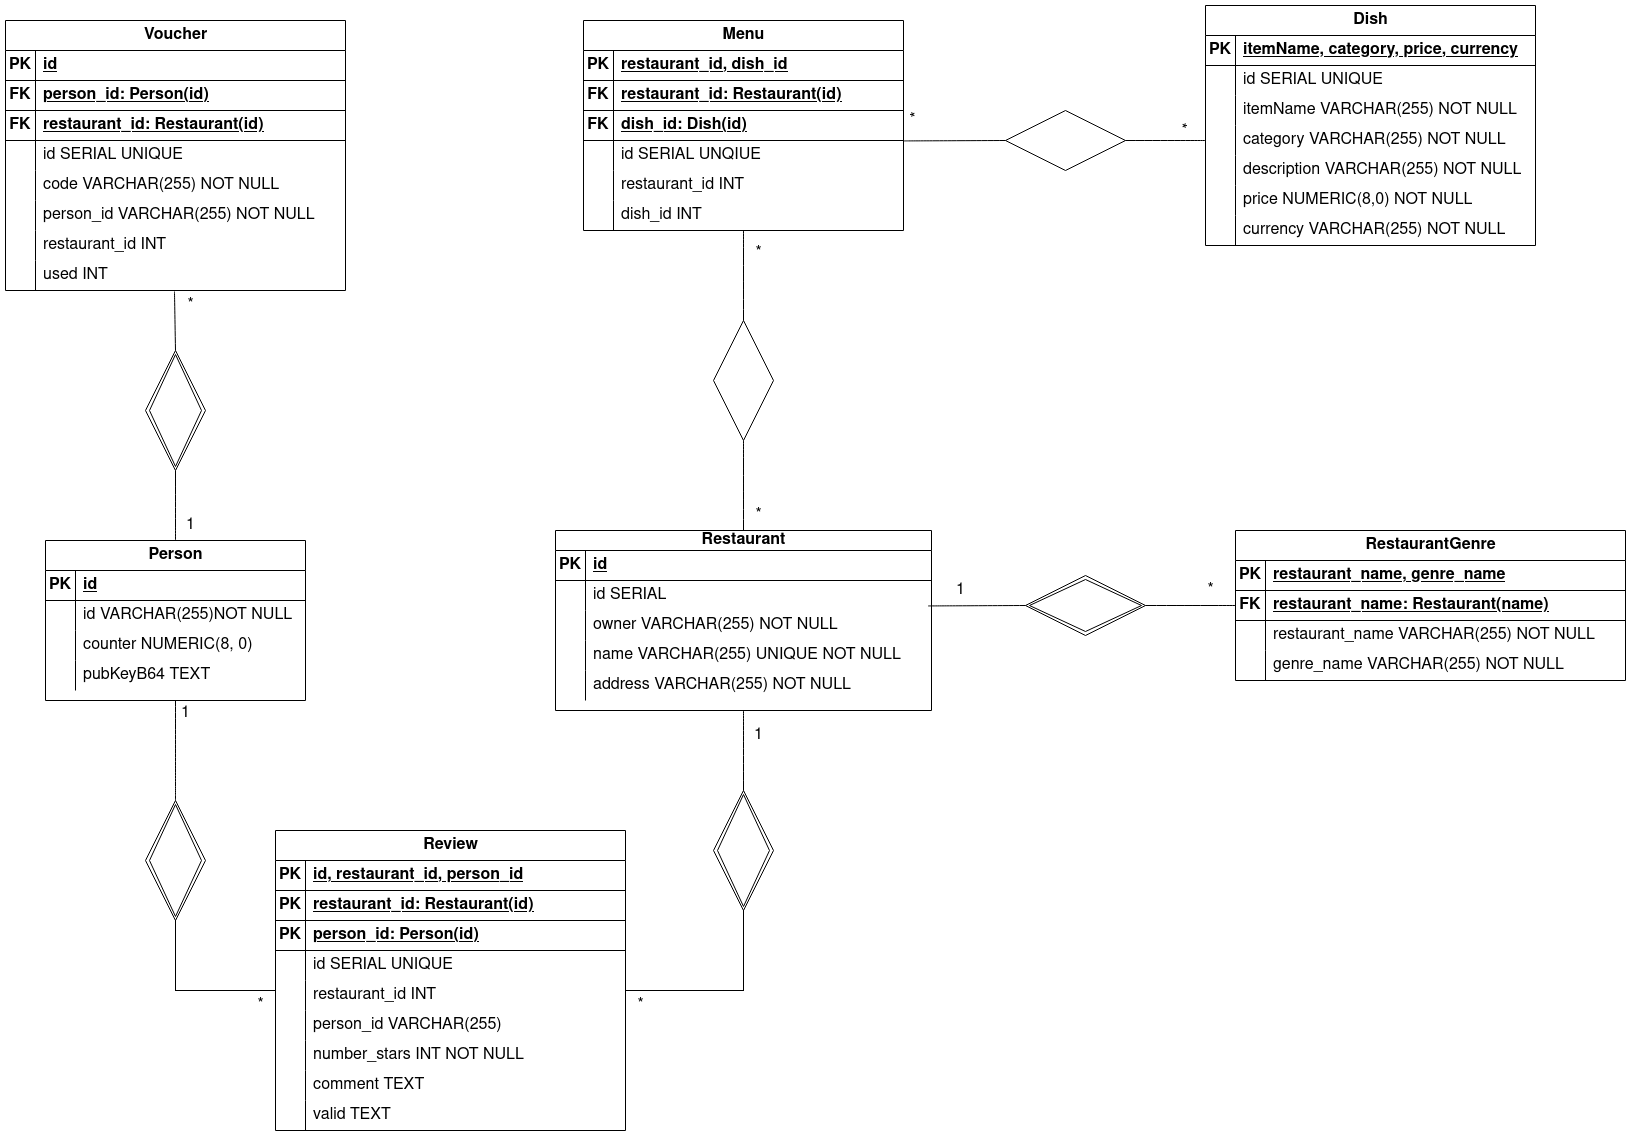 Voucher
PK id
FK person_id: Person(id)
FK restaurant_id: Restaurant(id)
id SERIAL UNIQUE
code VARCHAR(255) NOT NULL
person_id VARCHAR(255) NOT NULL
restaurant_id INT
used INT
*
1
Menu
PK restaurant_id, dish_id
FK restaurant_id: Restaurant(id)
FK dish_id: Dish(id)
id SERIAL UNQIUE
restaurant_id INT
dish_id INT
*
*
*
*
Dish
PK itemName, category, price, currency
id SERIAL UNIQUE
itemName VARCHAR(255) NOT NULL
category VARCHAR(255) NOT NULL
description VARCHAR(255) NOT NULL
price NUMERIC(8,0) NOT NULL
currency VARCHAR(255) NOT NULL
Person
PK id
id VARCHAR(255)NOT NULL
counter NUMERIC(8, 0)
pubKeyB64 TEXT
1
*
Restaurant
PK id
id SERIAL
owner VARCHAR(255) NOT NULL
name VARCHAR(255) UNIQUE NOT NULL
address VARCHAR(255) NOT NULL
1
*
1
*
RestaurantGenre
PK restaurant_name, genre_name
FK restaurant_name: Restaurant(name)
restaurant_name VARCHAR(255) NOT NULL
genre_name VARCHAR(255) NOT NULL
Review
PK id, restaurant_id, person_id
PK restaurant_id: Restaurant(id)
PK person_id: Person(id)
id SERIAL UNIQUE
restaurant_id INT
person_id VARCHAR(255)
number_stars INT NOT NULL
comment TEXT
valid TEXT